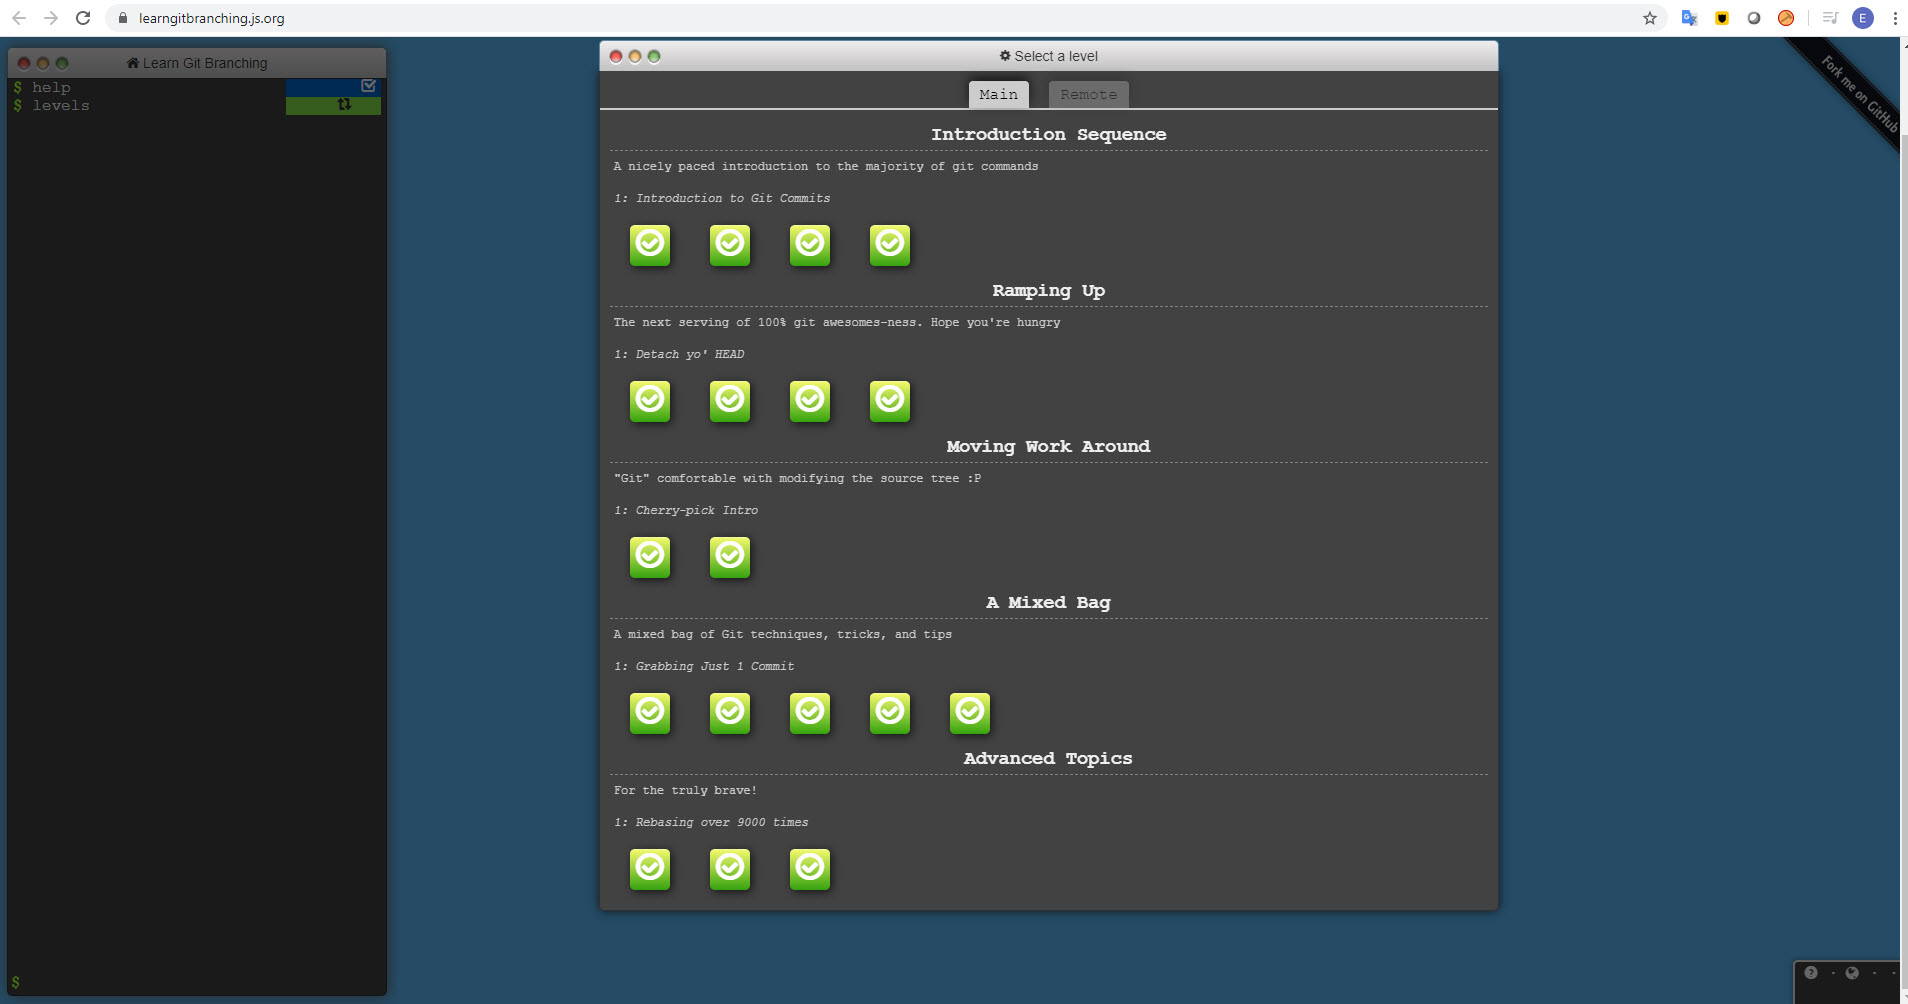 learngitbranching.js.org
E
Learn Git Branching
$ help
$ levels
$
Select a level
Main Remote
Introduction Sequence
A nicely paced introduction to the majority of git commands
1: Introduction to Git Commits
Ramping Up
The next serving of 100% git awesomes-ness. Hope you're hungry
1: Detach yo' HEAD
Moving Work Around
"Git" comfortable with modifying the source tree :P
1: Cherry-pick Intro
A Mixed Bag
A mixed bag of Git techniques, tricks, and tips
1: Grabbing Just 1 Commit
Advanced Topics
For the truly brave!
1: Rebasing over 9000 times
Fork me on GitHub